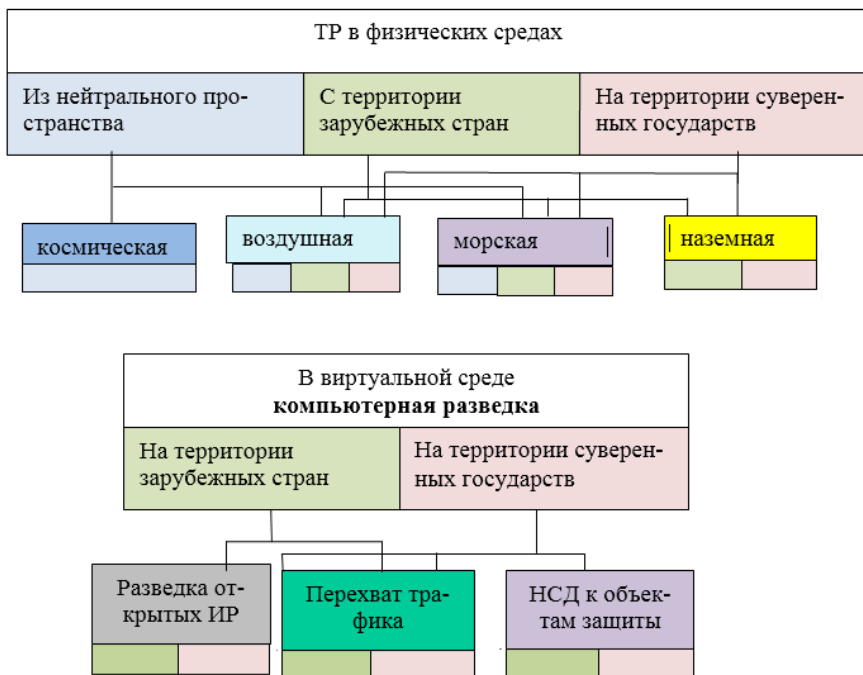 ТР в физических средах
Из нейтрального про-
странства
С территории
зарубежных стран
На территории суверен-
ных государств
космическая
воздушная
морская
наземная
В виртуальной среде
компьютерная разведка
На территории
зарубежных стран
На территории суверен-
ных государств
Разведка от-
крытых ИР
Перехват тра-
фика
НСД к объек-
там защиты